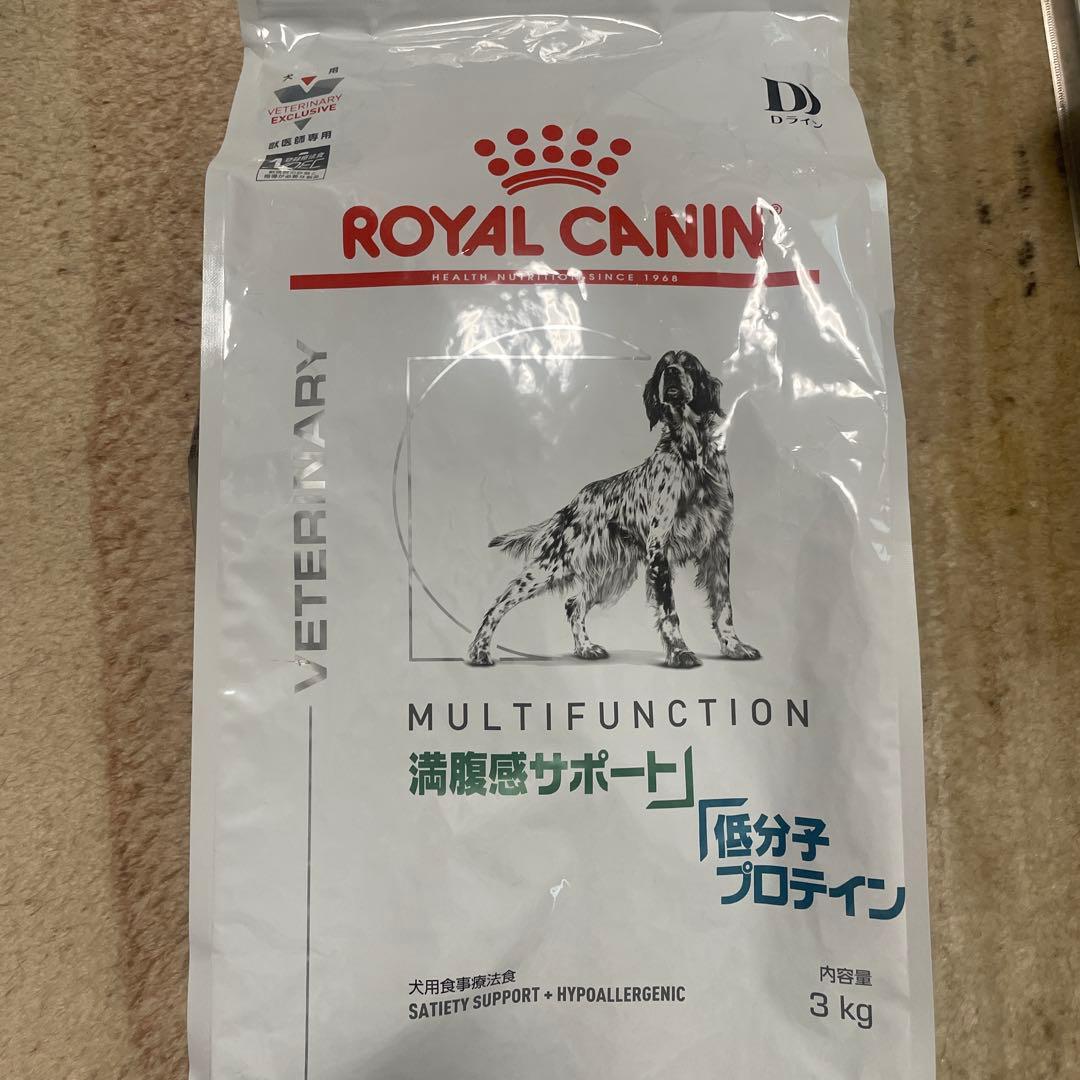 犬 用
VETERINARY
EXCLUSIVE
獣医師専用
D
Dライン
ROYAL CANIN®
HEALTH NUTRITION SINCE 1968
VETERINARY
MULTIFUNCTION
満腹感サポート」
「低分子
プロテイン
犬用食事療法食
SATIETY SUPPORT + HYPOALLERGENIC
内容量
3 kg